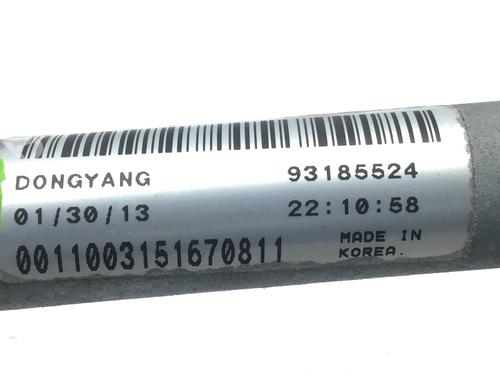 DONGYANG 93185524
01/30/13 22:10:58
0011003151670811 MADE IN
KOREA.